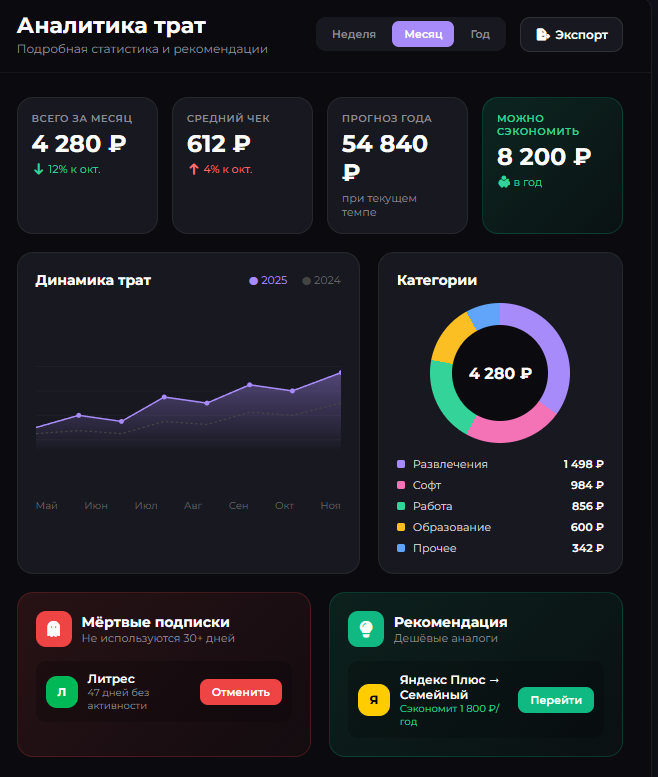 Аналитика трат
Подробная статистика и рекомендации
Неделя
Месяц
Год
Экспорт
ВСЕГО ЗА МЕСЯЦ
4 280 ₽
12% к окт.
СРЕДНИЙ ЧЕК
612 ₽
4% к окт.
ПРОГНОЗ ГОДА
54 840
₽
при текущем
темпе
МОЖНО
СЭКОНОМИТЬ
8 200 ₽
в год
Динамика трат
2025
2024
Май
Июн
Июл
Авг
Сен
Окт
Ноя
Категории
4 280 ₽
Развлечения 1 498 ₽
Софт 984 ₽
Работа 856 ₽
Образование 600 ₽
Прочее 342 ₽
Мёртвые подписки
Не используются 30+ дней
Л
Литрес
47 дней без
активности
Отменить
Рекомендация
Дешёвые аналоги
Я
Яндекс Плюс →
Семейный
Сэкономит 1 800 ₽/
год
Перейти